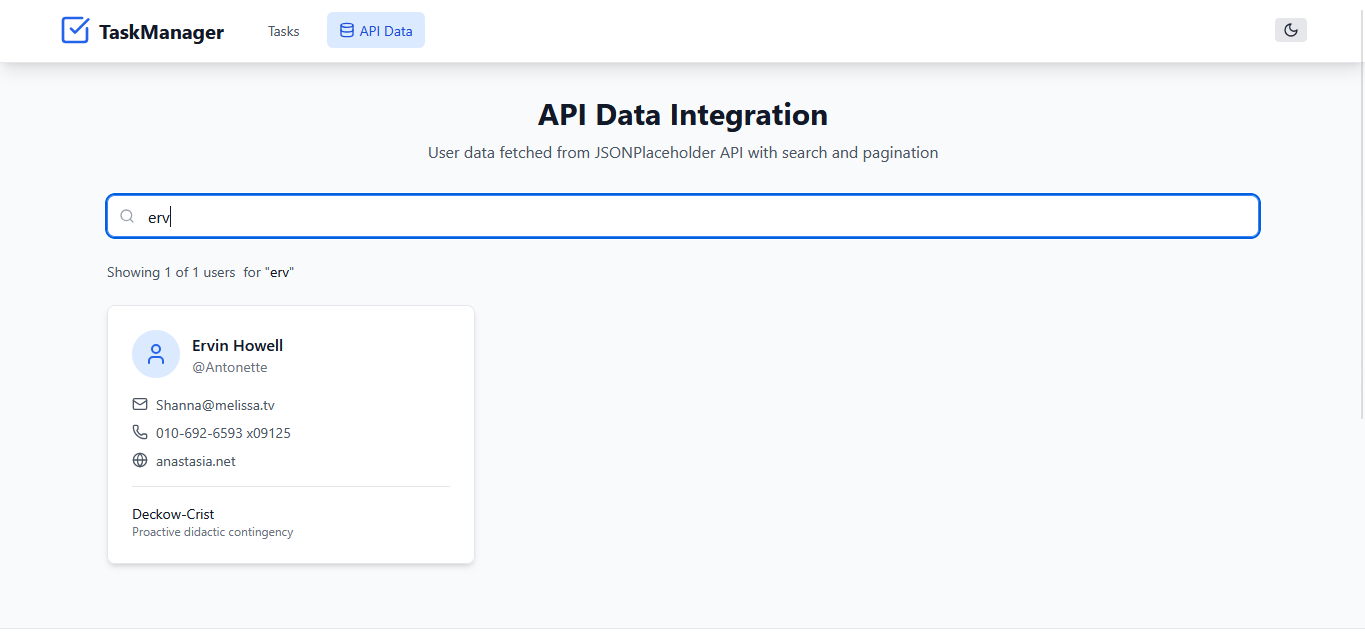 TaskManager Tasks API Data
API Data Integration
User data fetched from JSONPlaceholder API with search and pagination
erv
Showing 1 of 1 users for "erv"
Ervin Howell
@Antonette
Shanna@melissa.tv
010-692-6593 x09125
anastasia.net
Deckow-Crist
Proactive didactic contingency